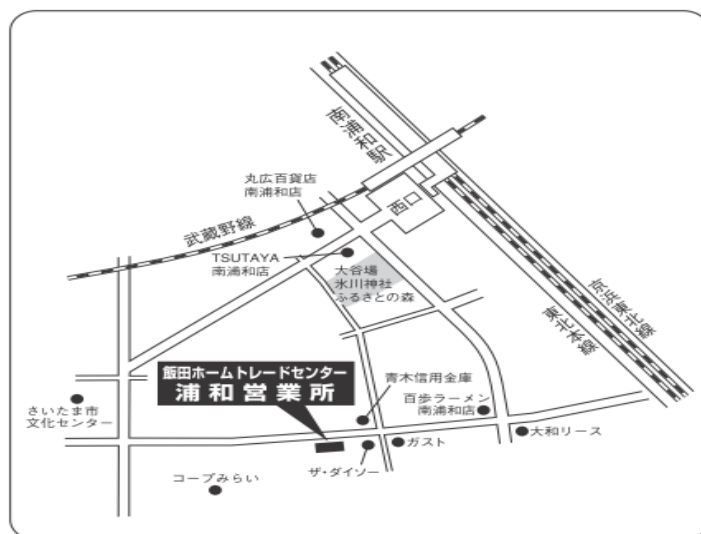 南浦和駅
丸広百貨店
南浦和店
西口
武蔵野線
TSUTAYA
南浦和店
大谷場
氷川神社
ふるさとの森
京浜東北線
東北本線
飯田ホームトレードセンター
浦和営業所
青木信用金庫
百歩ラーメン
南浦和店
さいたま市
文化センター
大和リース
ガスト
ザ・ダイソー
コープみらい